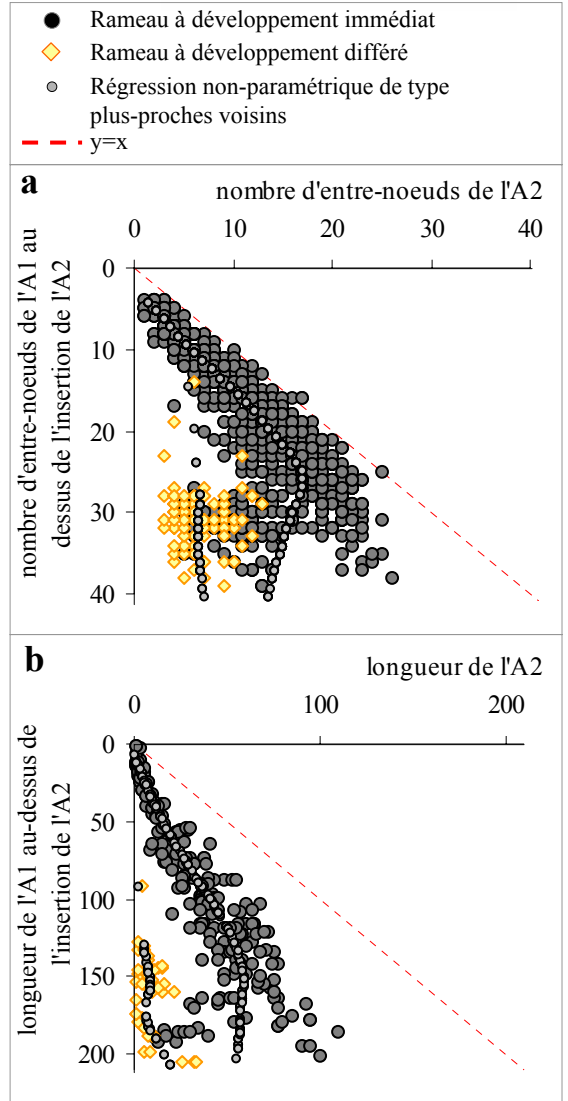 Rameau à développement immédiat
Rameau à développement différé
Régression non-paramétrique de type
plus-proches voisins
y=x
a
nombre d'entre-noeuds de l'A2
0 10 20 30 40
0
10
20
30
40
nombre d'entre-noeuds de l'A1 au
dessus de l'insertion de l'A2
b
longueur de l'A2
0 100 200
0
50
100
150
200
longueur de l'A1 au-dessus de
l'insertion de l'A2